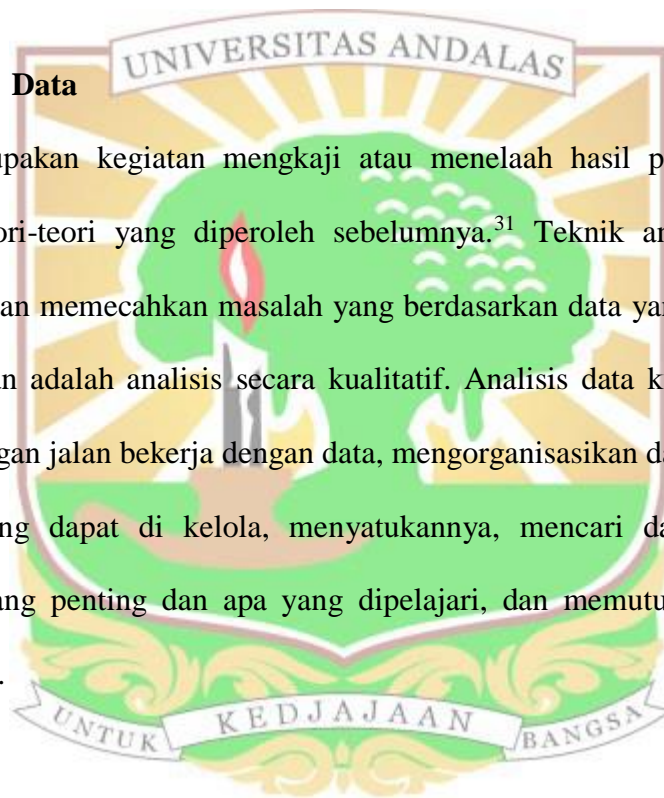 UNIVERSITAS ANDALAS
Data
upakan kegiatan mengkaji atau menelaah hasil p
ori-teori yang diperoleh sebelumnya.31 Teknik an
an memecahkan masalah yang berdasarkan data yan
an adalah analisis secara kualitatif. Analisis data k
gan jalan bekerja dengan data, mengorganisasikan da
ng dapat di kelola, menyatukannya, mencari da
ang penting dan apa yang dipelajari, dan memutu
.
UNTUK KEDJAJAAN BANGSA